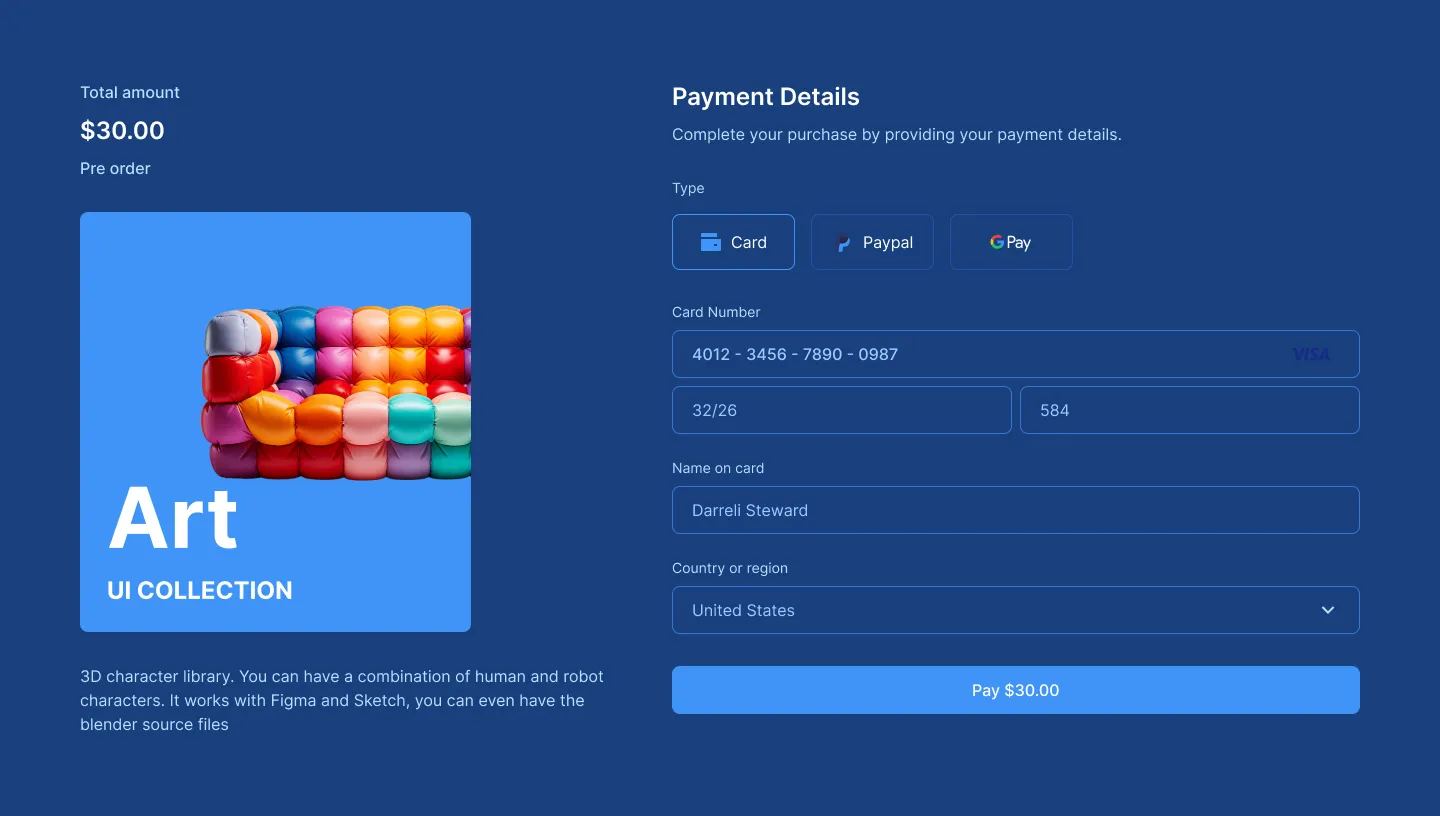 Total amount
$30.00
Pre order
Art
UI COLLECTION
3D character library. You can have a combination of human and robot
characters. It works with Figma and Sketch, you can even have the
blender source files
Payment Details
Complete your purchase by providing your payment details.
Type
Card
Paypal
G Pay
Card Number
4012 - 3456 - 7890 - 0987
VISA
32/26
584
Name on card
Darreli Steward
Country or region
United States
Pay $30.00